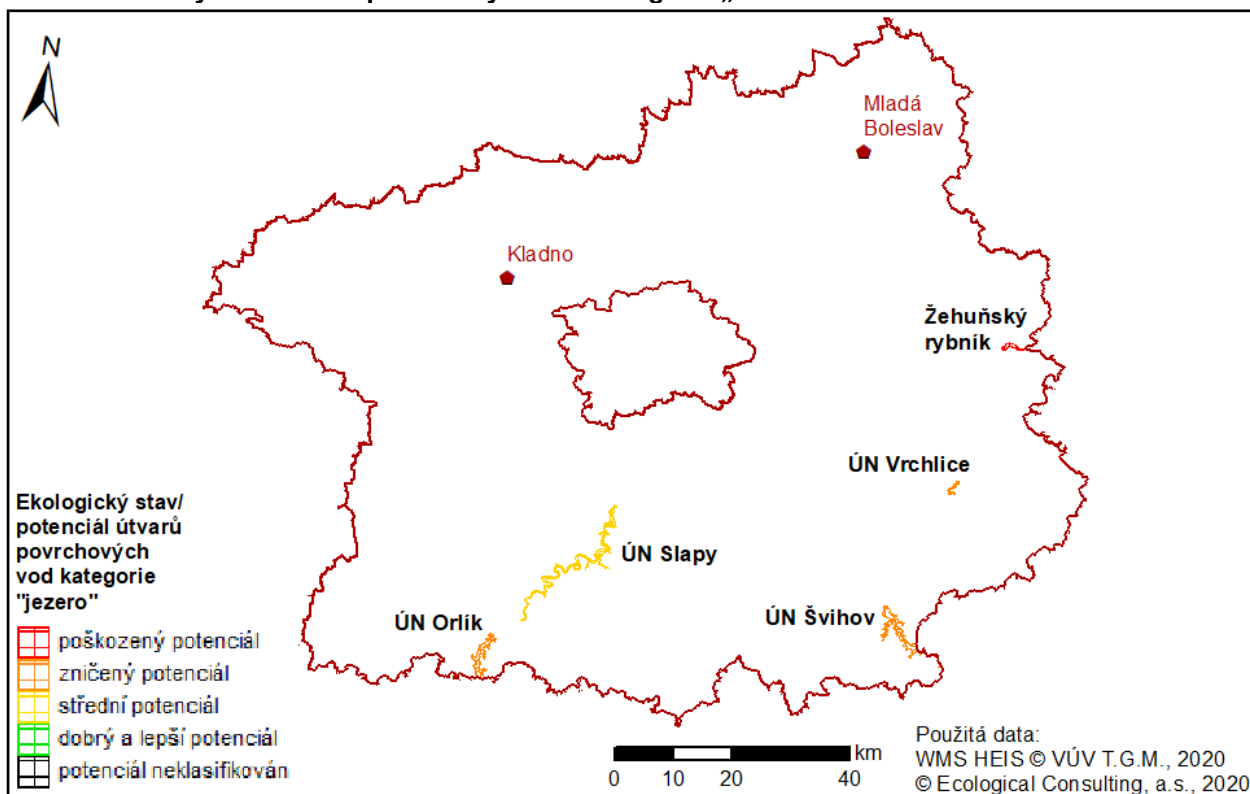 N
Mladá
Boleslav
Kladno
Žehuňský
rybník
ÚN Vrchlice
ÚN Slapy
ÚN Orlík
ÚN Švihov
Ekologický stav/
potenciál útvarů
povrchových
vod kategorie
"jezero"
poškozený potenciál
zničený potenciál
střední potenciál
dobrý a lepší potenciál
potenciál neklasifikován
km
0 10 20 40
Použitá data:
WMS HEIS © VÚV T.G.M., 2020
© Ecological Consulting, a.s., 2020